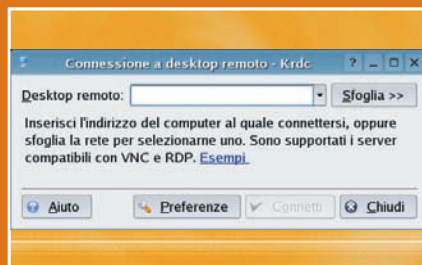 Connessione a desktop remoto - Krdc
Desktop remoto: Sfoglia >>
Inserisci l'indirizzo del computer al quale connettersi, oppure
sfoglia la rete per selezionarne uno. Sono supportati i server
compatibili con VNC e RDP. Esempi
Aiuto Preferenze Connetti Chiudi